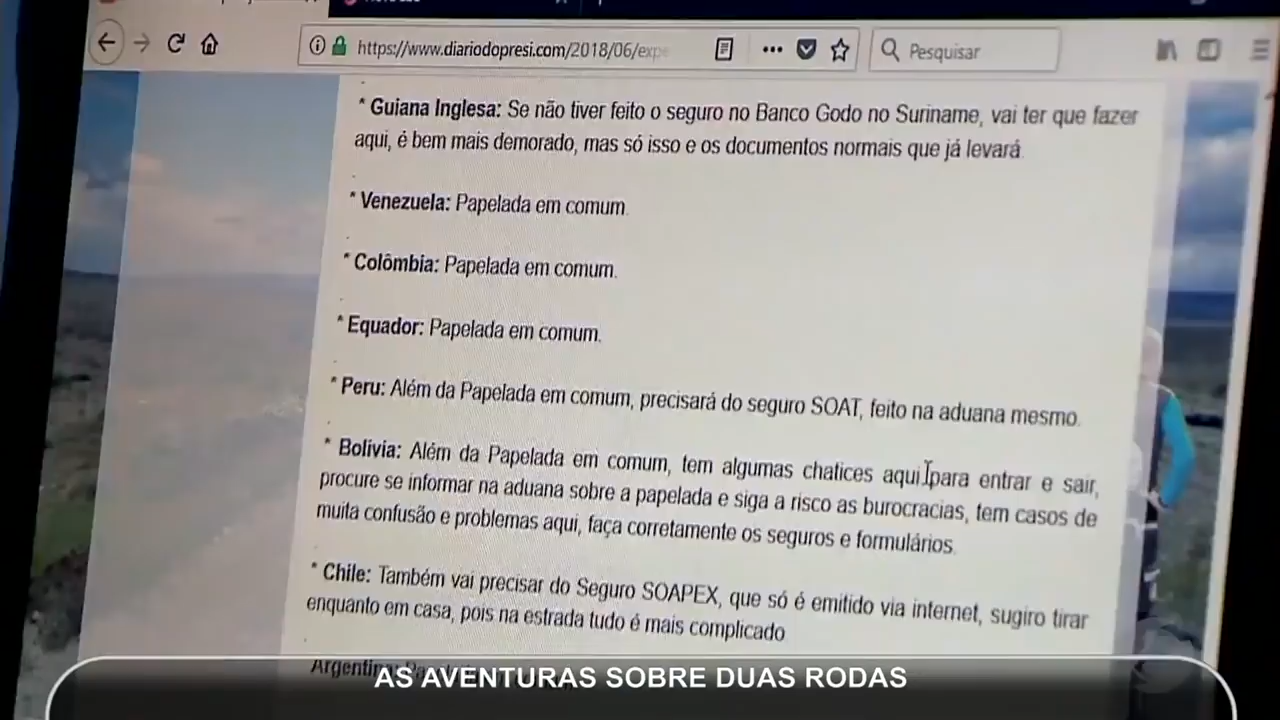 https://www.diariodopresi.com/2018/06/expe
Pesquisar
* Guiana Inglesa: Se não tiver feito o seguro no Banco Godo no Suriname, vai ter que fazer
aqui, é bem mais demorado, mas só isso e os documentos normais que já levará.
* Venezuela: Papelada em comum.
* Colômbia: Papelada em comum.
* Equador: Papelada em comum.
* Peru: Além da Papelada em comum, precisará do seguro SOAT, feito na aduana mesmo.
* Bolívia: Além da Papelada em comum, tem algumas chatices aqui para entrar e sair,
procure se informar na aduana sobre a papelada e siga a risco as burocracias, tem casos de
muita confusão e problemas aqui, faça corretamente os seguros e formulários.
* Chile: Também vai precisar do Seguro SOAPEX, que só é emitido via internet, sugiro tirar
enquanto em casa, pois na estrada tudo é mais complicado
Argentina:
AS AVENTURAS SOBRE DUAS RODAS